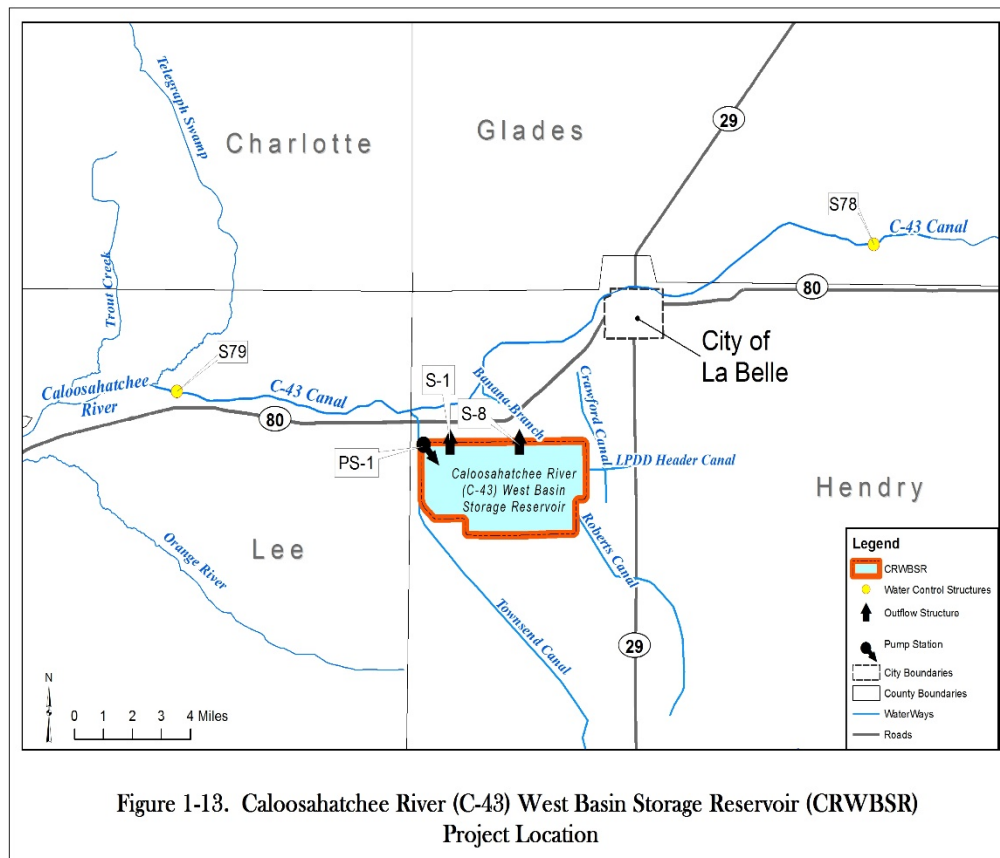 Telegraph Swamp
Charlotte
Glades
29
S78
C-43 Canal
Trout Creek
80
City of
La Belle
S79
Caloosahatchee
River
C-43 Canal
S-1
Banana Branch
S-8
Crawford Canal
80
PS-1
LPDD Header Canal
Caloosahatchee River
(C-43) West Basin
Storage Reservoir
Hendry
Lee
Orange River
Roberts Canal
Townsend Canal
29
Legend
CRWBSR
Water Control Structures
Outflow Structure
Pump Station
City Boundaries
County Boundaries
WaterWays
Roads
N
0 1 2 3 4 Miles
Figure 1-13. Caloosahatchee River (C-43) West Basin Storage Reservoir (CRWBSR)
Project Location